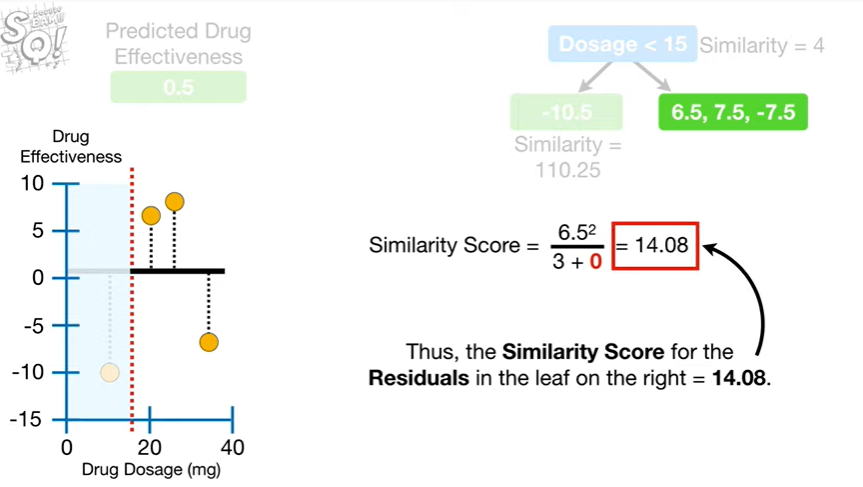 STATQUEST!!!
Predicted Drug
Effectiveness
0.5
Dosage < 15
Similarity = 4
-10.5
6.5, 7.5, -7.5
Similarity =
110.25
Drug
Effectiveness
10
5
0
-5
-10
-15
0
20
40
Drug Dosage (mg)
Similarity Score = 6.5² / 3 + 0 = 14.08
Thus, the Similarity Score for the
Residuals in the leaf on the right = 14.08.